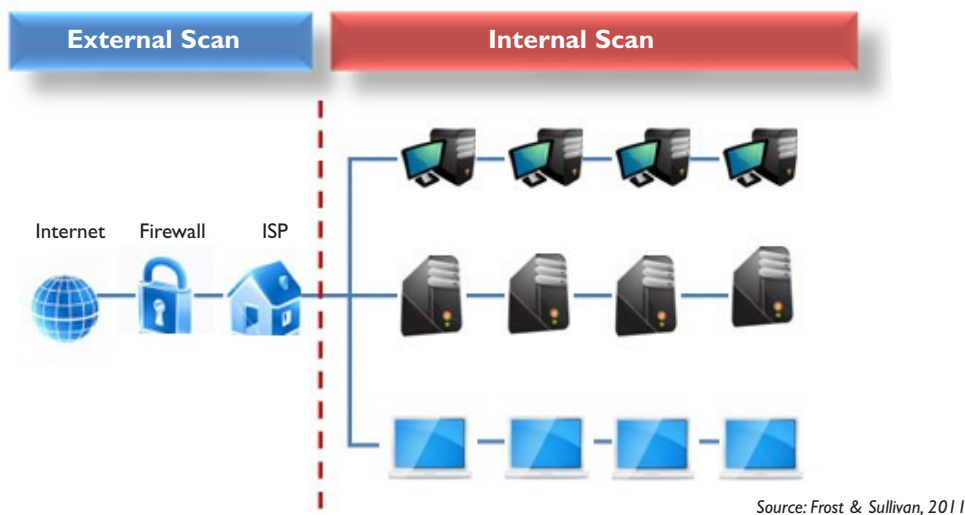 External Scan
Internal Scan
Internet
Firewall
ISP
Source: Frost & Sullivan, 2011